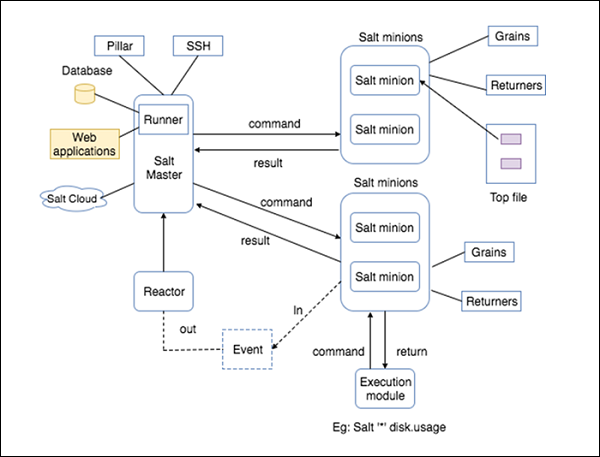 Pillar
SSH
Salt minions
Grains
Database
Salt minion
Returners
Runner
command
Web
applications
Salt minion
Salt
Master
result
Salt minions
Top file
Salt Cloud
command
Salt minion
result
Grains
Reactor
Salt minion
Returners
In
out
Event
command
return
Execution
module
Eg: Salt '*' disk.usage